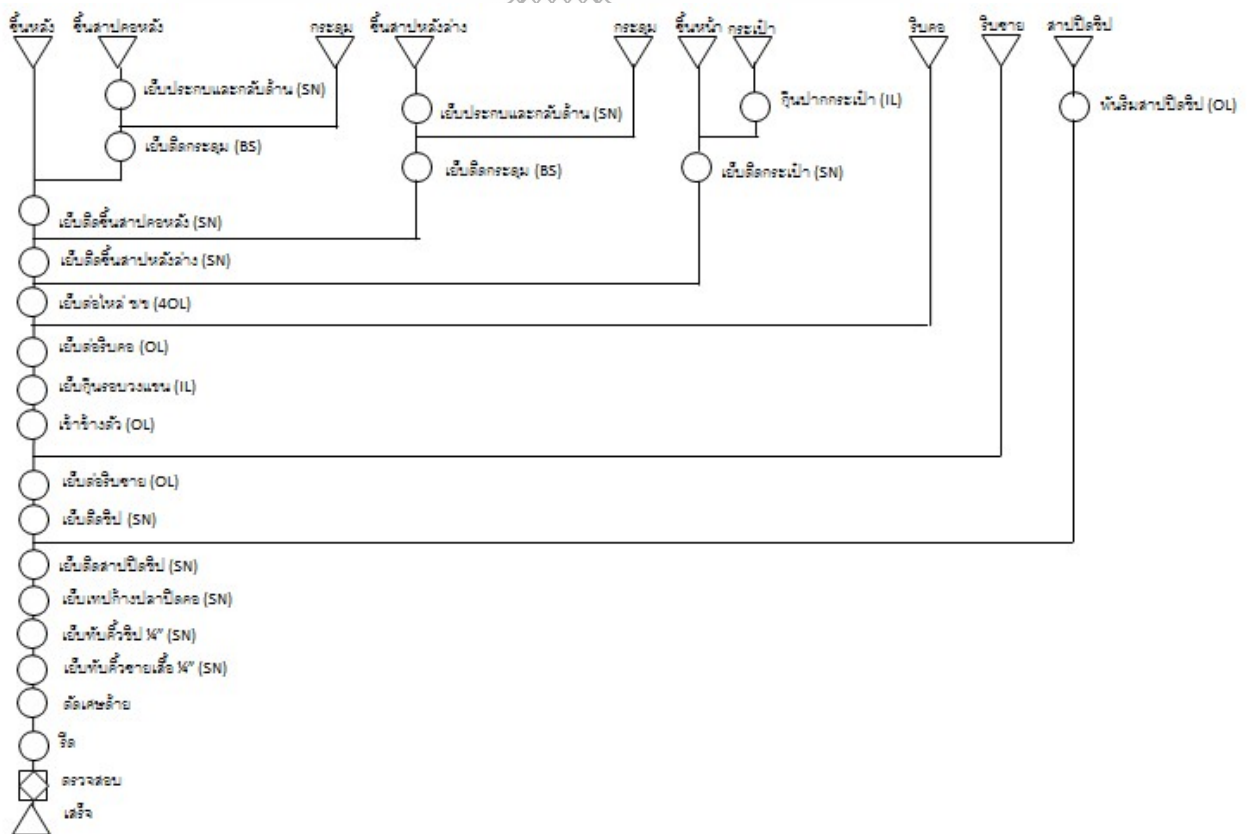 ชิ้นหลัง ชิ้นสาปคอหลัง กระดุม ชิ้นสาปหลังล่าง กระดุม ชิ้นหน้า กระเป๋า ริบคอ ริบชาย สาปปิดซิป
เย็บประกบและกลับด้าน (SN)
เย็บประกบและกลับด้าน (SN)
กุ๊นปากกระเป๋า (IL)
พันริมสาปปิดซิป (OL)
เย็บติดกระดุม (BS)
เย็บติดกระดุม (BS)
เย็บติดกระเป๋า (SN)
เย็บติดชิ้นสาปคอหลัง (SN)
เย็บติดชิ้นสาปหลังล่าง (SN)
เย็บต่อไหล่ ซ/ข (4OL)
เย็บต่อริบคอ (OL)
เย็บกุ๊นรอบวงแขน (IL)
เข้าข้างตัว (OL)
เย็บต่อริบชาย (OL)
เย็บติดซิป (SN)
เย็บติดสาปปิดซิป (SN)
เย็บเทปก้างปลาปิดคอ (SN)
เย็บทับคิ้วซิป ¼” (SN)
เย็บทับคิ้วชายเสื้อ ¼” (SN)
ตัดเศษด้าย
รีด
ตรวจสอบ
เสร็จ